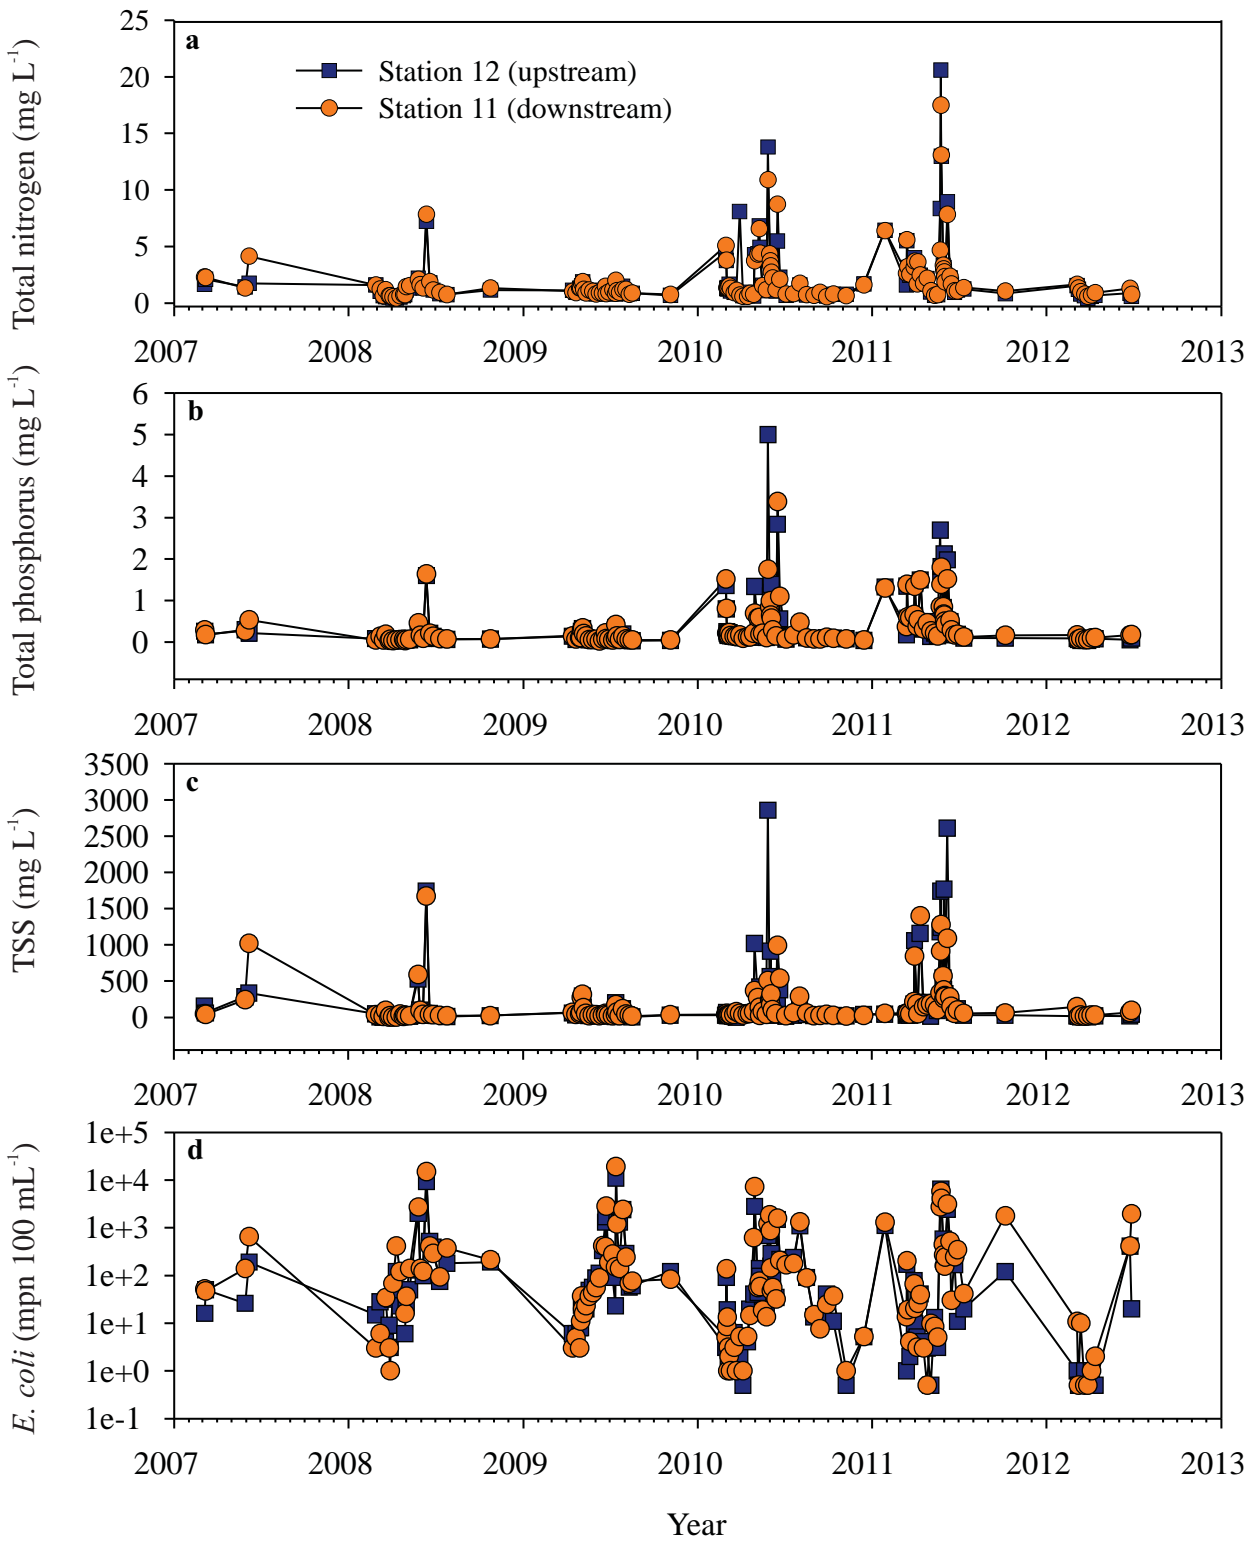 a
Station 12 (upstream)
Station 11 (downstream)
Total nitrogen (mg L-1)
25
20
15
10
5
0
2007 2008 2009 2010 2011 2012 2013
b
Total phosphorus (mg L-1)
6
5
4
3
2
1
0
2007 2008 2009 2010 2011 2012 2013
c
TSS (mg L-1)
3500
3000
2500
2000
1500
1000
500
0
2007 2008 2009 2010 2011 2012 2013
d
E. coli (mpn 100 mL-1)
1e+5
1e+4
1e+3
1e+2
1e+1
1e+0
1e-1
2007 2008 2009 2010 2011 2012 2013
Year